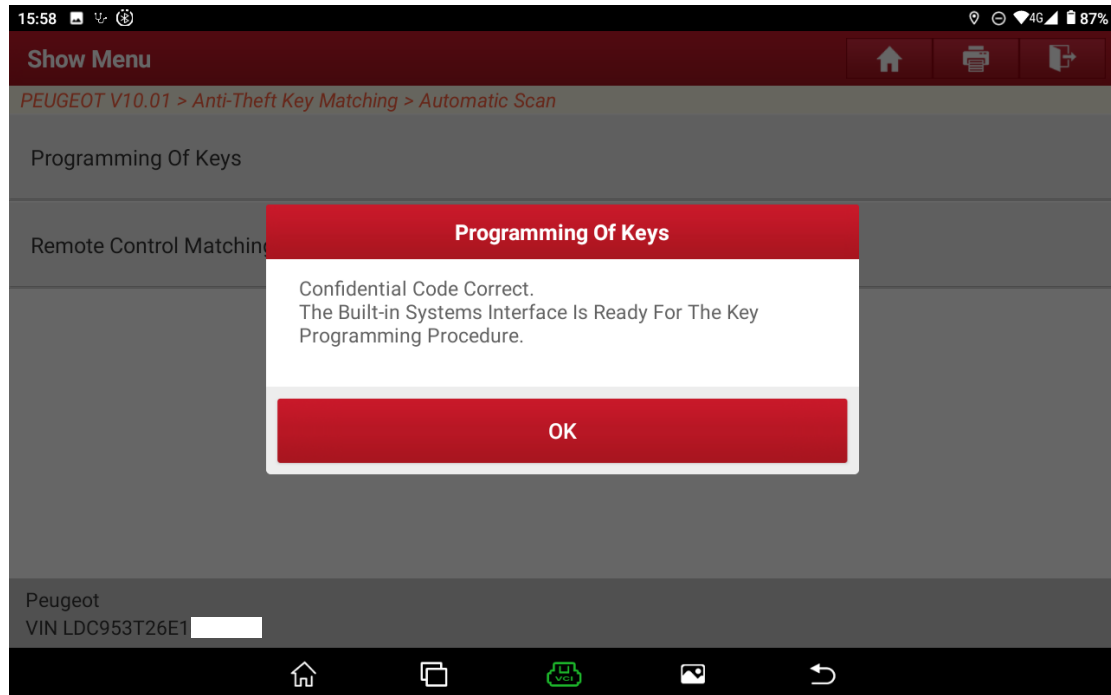 15:58 4G 87%
Show Menu
PEUGEOT V10.01 > Anti-Theft Key Matching > Automatic Scan
Programming Of Keys
Remote Control Matching
Programming Of Keys
Confidential Code Correct.
The Built-in Systems Interface Is Ready For The Key
Programming Procedure.
OK
Peugeot
VIN LDC953T26E1
VCI